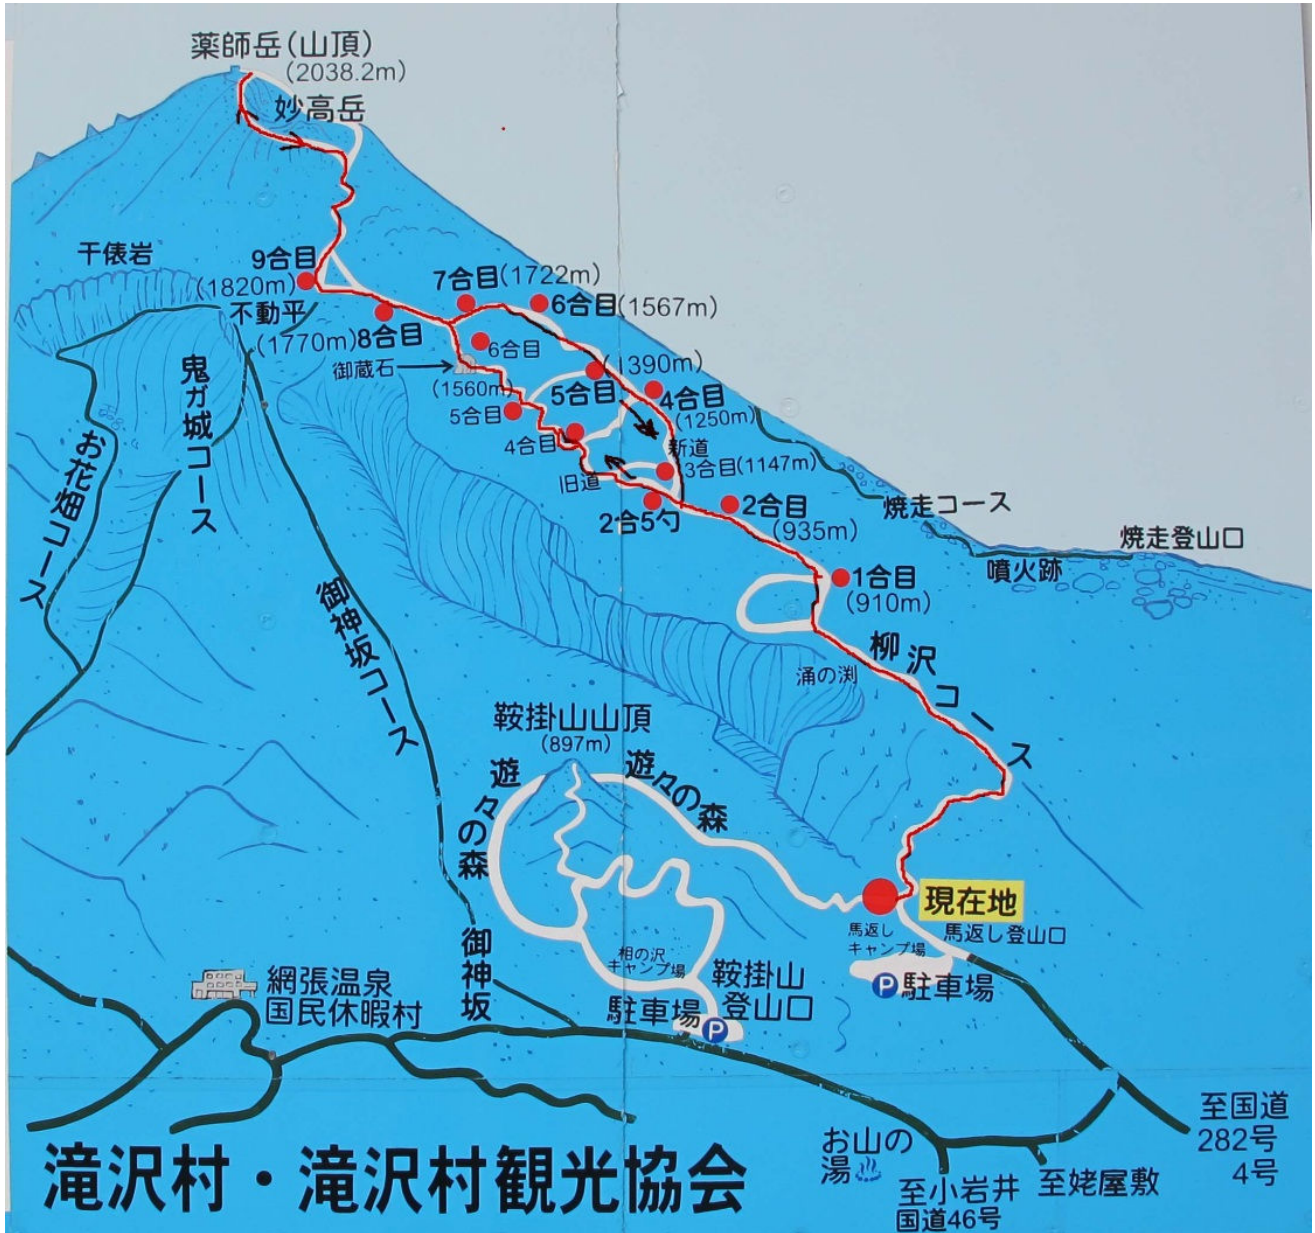 薬師岳(山頂)
(2038.2m)
妙高岳
干俵岩
9合目
(1820m)
不動平
(1770m)
8合目
7合目(1722m)
6合目(1567m)
6合目
御蔵石
(1560m)
5合目
(1390m)
5合目
4合目
(1250m)
4合目
新道
3合目(1147m)
旧道
2合5勺
2合目
(935m)
1合目
(910m)
焼走コース
焼走登山口
噴火跡
鬼ガ城コース
お花畑コース
御神坂コース
柳沢コース
涌の渕
鞍掛山山頂
(897m)
遊々の森
遊々の森
現在地
馬返し
キャンプ場
馬返し登山口
P駐車場
相の沢
キャンプ場
鞍掛山
登山口
駐車場P
御神坂
網張温泉
国民休暇村
お山の
湯
至小岩井
国道46号
至姥屋敷
至国道
282号
4号
滝沢村・滝沢村観光協会